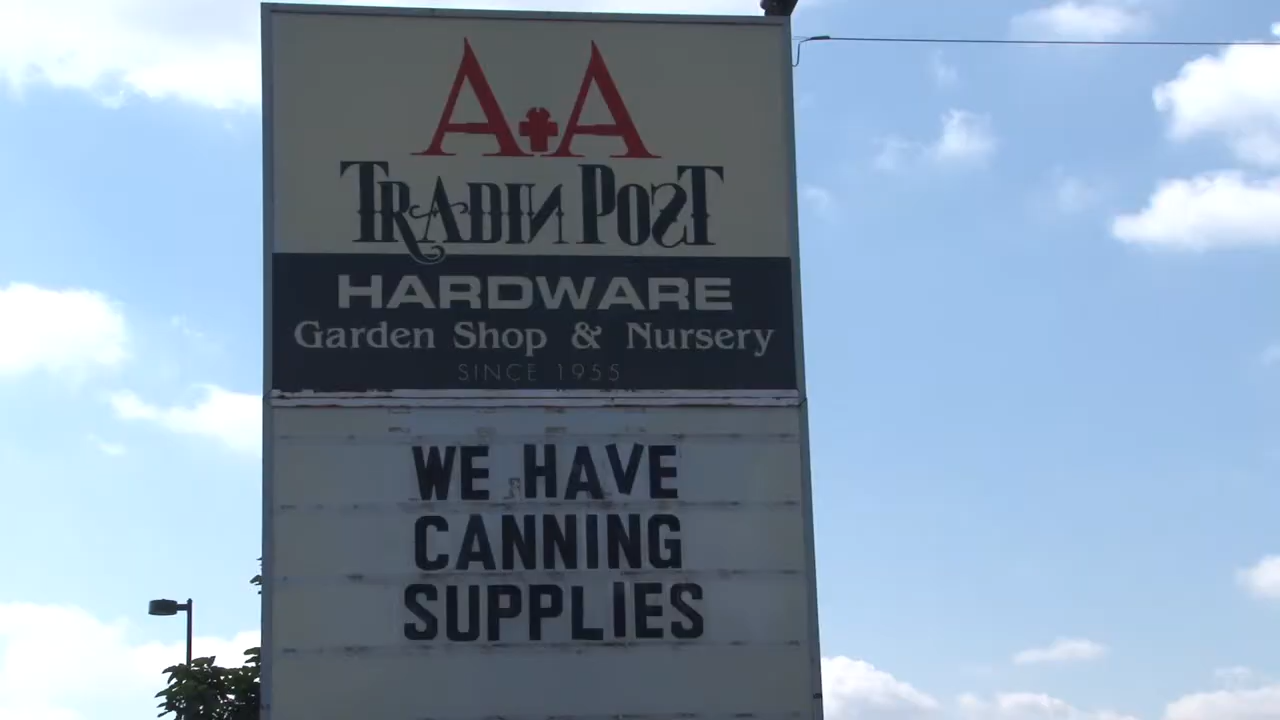 A+A
TRADIN POST
HARDWARE
Garden Shop & Nursery
SINCE 1955
WE HAVE
CANNING
SUPPLIES